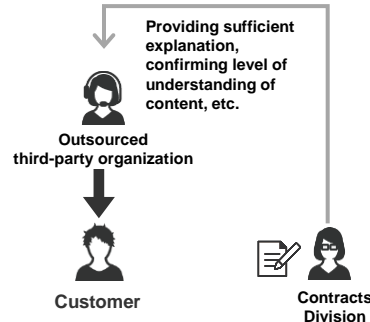 Providing sufficient
explanation,
confirming level of
understanding of
content, etc.
Outsourced
third-party organization
Customer
Contracts
Division